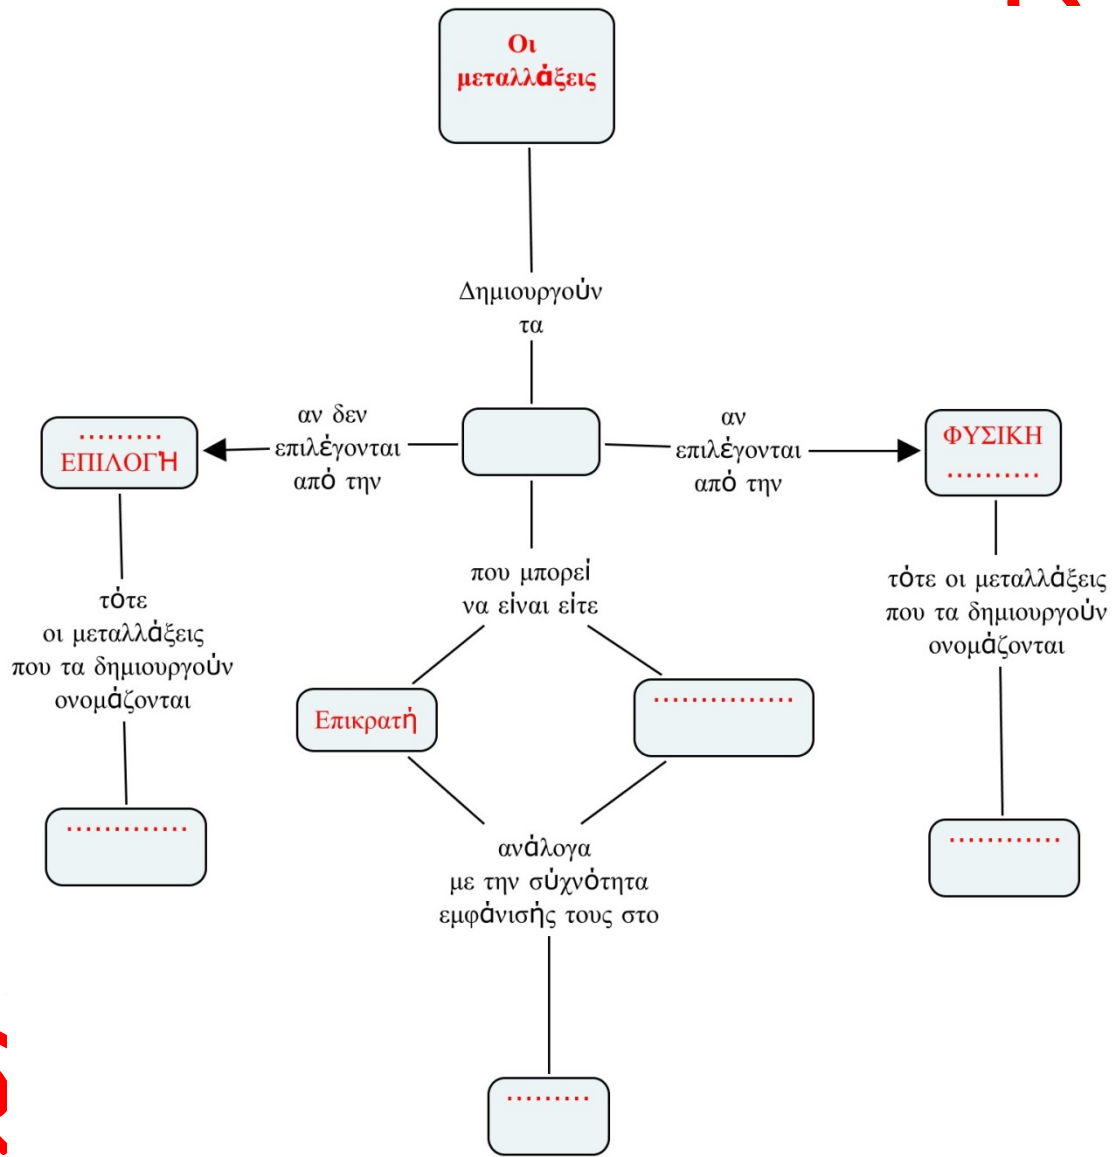 Οι
μεταλλάξεις
Δημιουργούν
τα
αν δεν
επιλέγονται
από την
αν
επιλέγονται
από την
.........
ΕΠΙΛΟΓΉ
ΦΥΣΙΚΗ
..........
που μπορεί
να είναι είτε
τότε
οι μεταλλάξεις
που τα δημιουργούν
ονομάζονται
τότε οι μεταλλάξεις
που τα δημιουργούν
ονομάζονται
Επικρατή
...............
.............
............
ανάλογα
με την σύχνότητα
εμφάνισής τους στο
.........